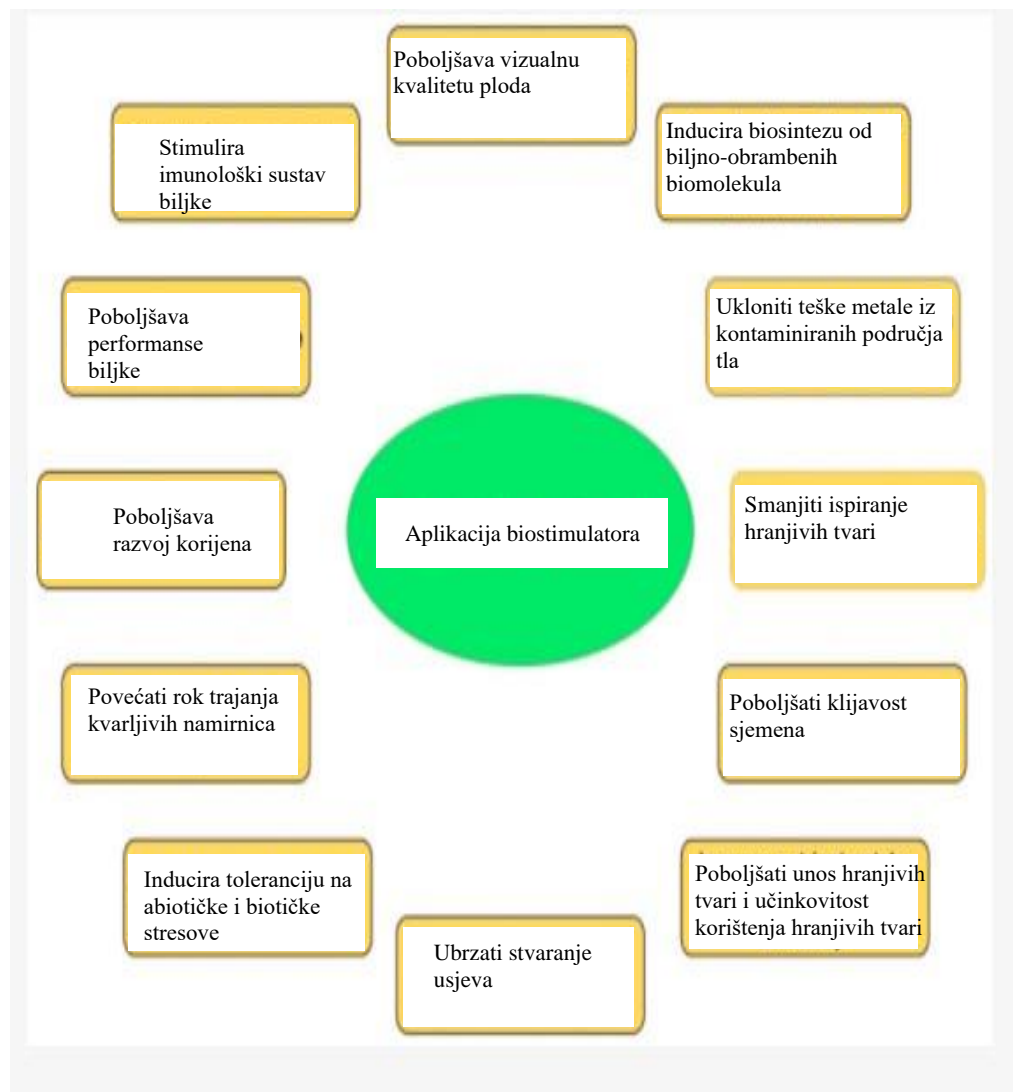 Poboljšava vizualnu
kvalitetu ploda
Stimulira
imunološki sustav
biljke
Inducira biosintezu od
biljno-obrambenih
biomolekula
Poboljšava
performanse
biljke
Ukloniti teške metale iz
kontaminiranih područja
tla
Poboljšava
razvoj korijena
Aplikacija biostimulatora
Smanjiti ispiranje
hranjivih tvari
Povećati rok trajanja
kvarljivih namirnica
Poboljšati klijavost
sjemena
Inducira toleranciju na
abiotičke i biotičke
stresove
Poboljšati unos hranjivih
tvari i učinkovitost
korištenja hranjivih tvari
Ubrzati stvaranje
usjeva